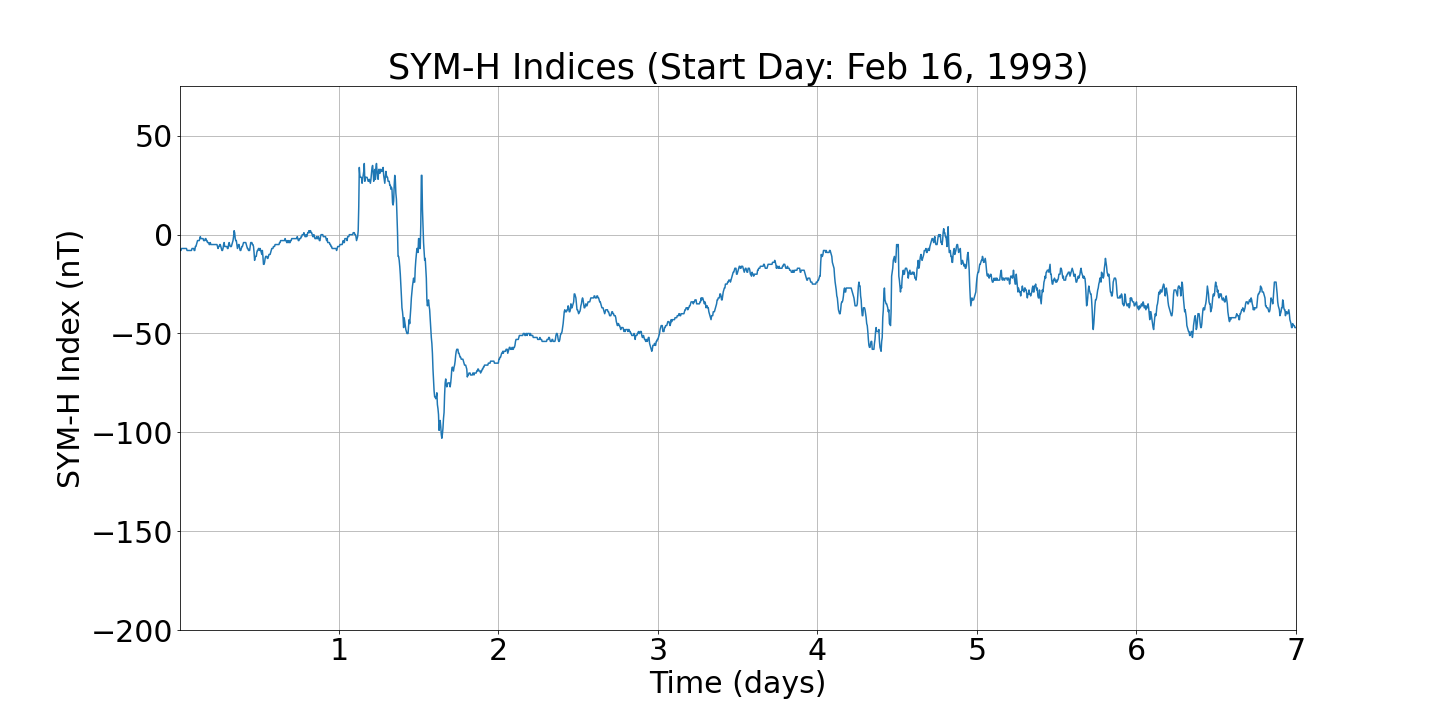 SYM-H Indices (Start Day: Feb 16, 1993)
50
0
−50
−100
−150
−200
SYM-H Index (nT)
1 2 3 4 5 6 7
Time (days)